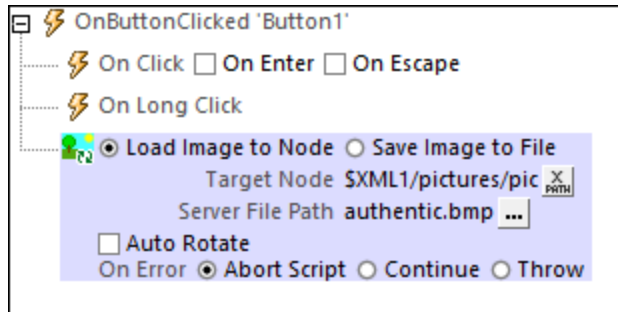 OnButtonClicked 'Button1'
On Click On Enter On Escape
On Long Click
Load Image to Node Save Image to File
Target Node $XML1/pictures/pic X PATH
Server File Path authentic.bmp ...
Auto Rotate
On Error Abort Script Continue Throw